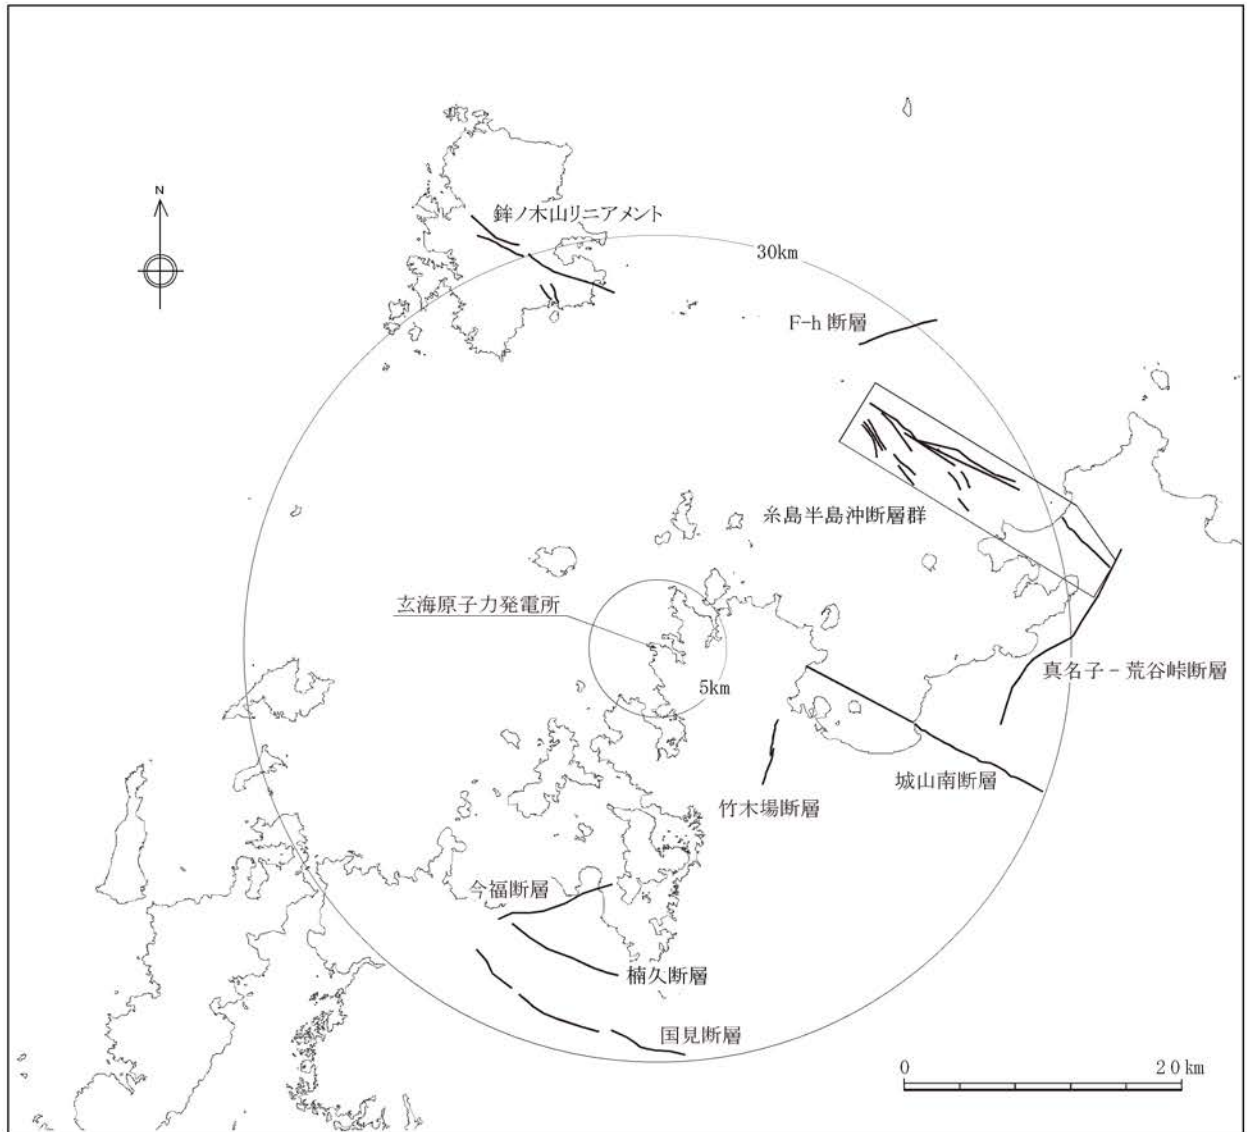 N
鉾ノ木山リニアメント
30km
F-h 断層
糸島半島沖断層群
玄海原子力発電所
5km
真名子－荒谷峠断層
城山南断層
竹木場断層
今福断層
楠久断層
国見断層
0 20km